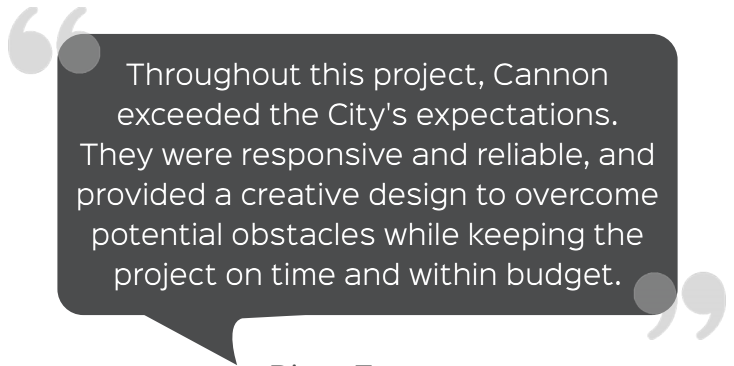 Throughout this project, Cannon
exceeded the City's expectations.
They were responsive and reliable, and
provided a creative design to overcome
potential obstacles while keeping the
project on time and within budget.